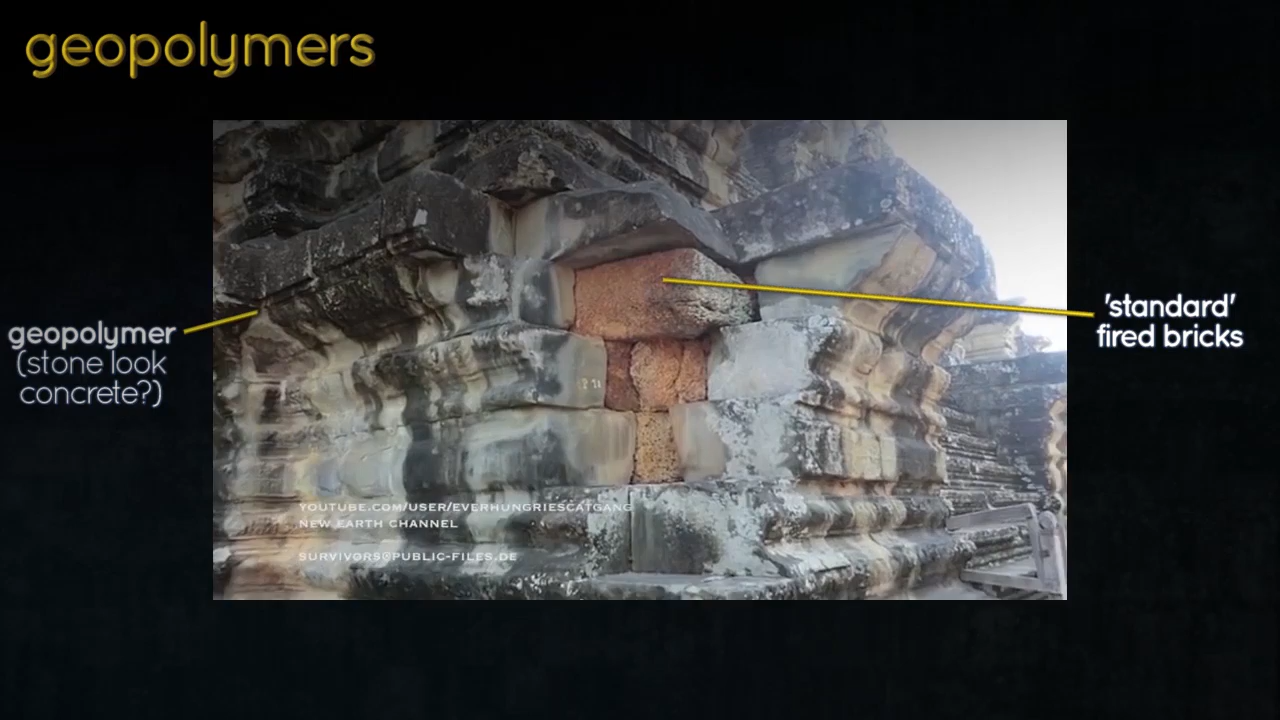 geopolymers
geopolymer
(stone look
concrete?)
'standard'
fired bricks
YOUTUBE.COM/USER/EVERHUNGRIESCATGANG
NEW EARTH CHANNEL
SURVIVORS@PUBLIC-FILES.DE